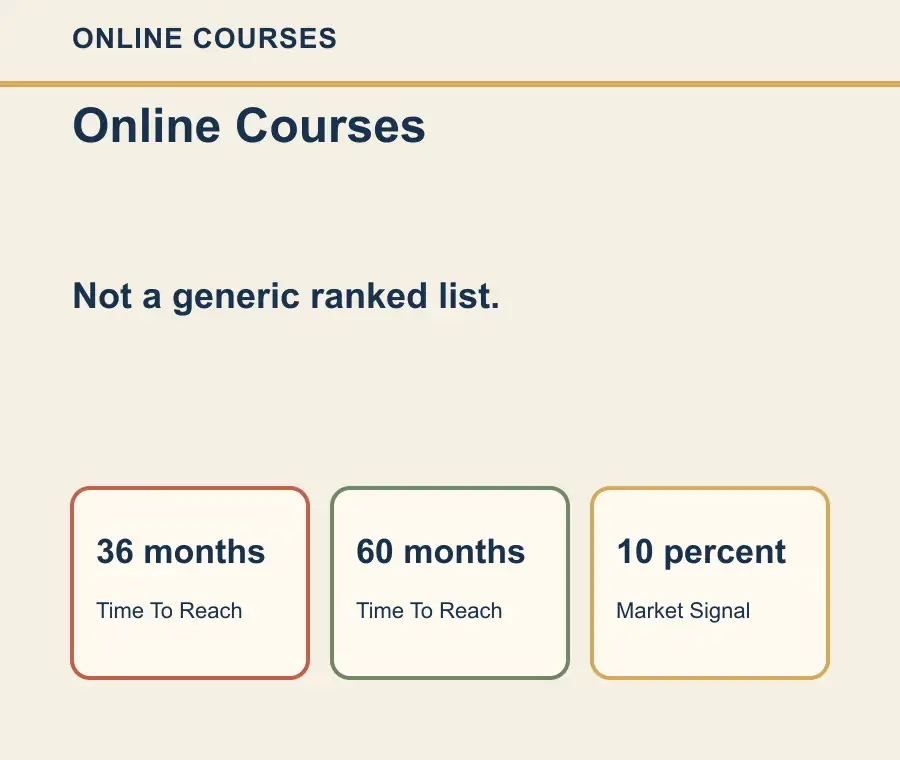 ONLINE COURSES
Online Courses
Not a generic ranked list.
36 months
Time To Reach
60 months
Time To Reach
10 percent
Market Signal